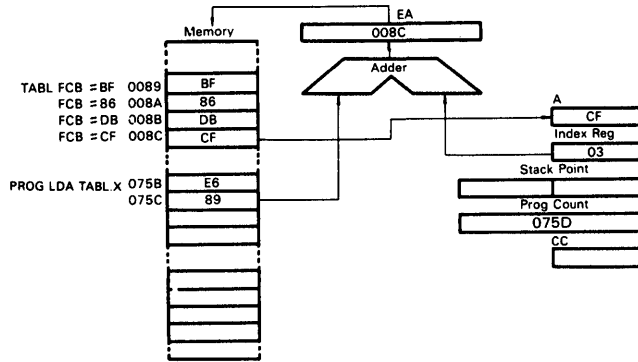 EA
Memory
008C
Adder
TABL FCB =BF 0089 BF
FCB =86 008A 86
FCB =DB 008B DB
FCB =CF 008C CF
A
CF
Index Reg
03
Stack Point
PROG LDA TABL.X 075B E6
075C 89
Prog Count
075D
CC